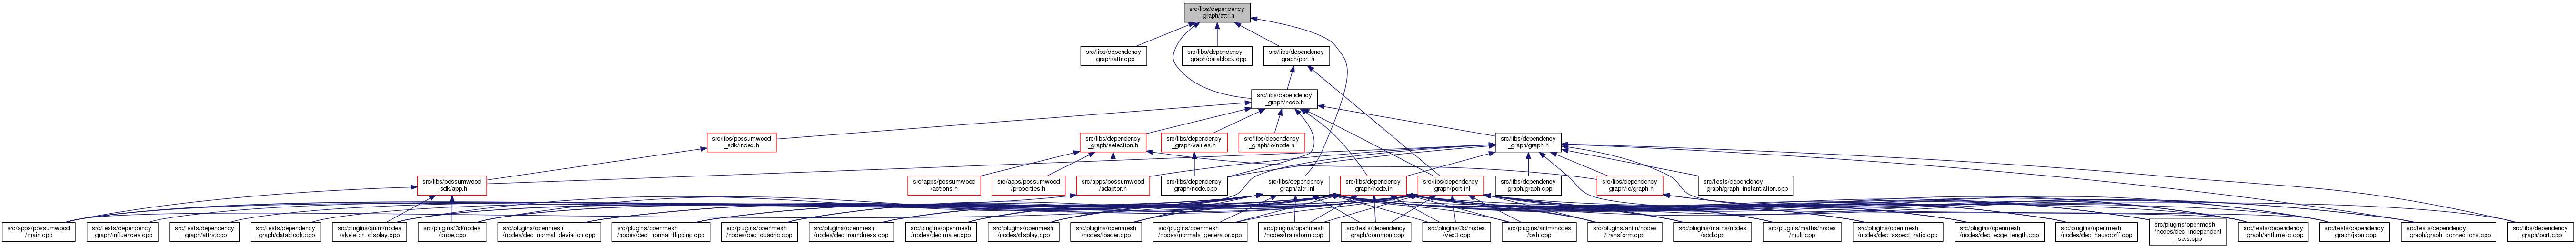 src/libs/dependency
_graph/attr.h
src/libs/dependency
_graph/attr.cpp
src/libs/dependency
_graph/datablock.cpp
src/libs/dependency
_graph/port.h
src/libs/dependency
_graph/node.h
src/libs/possumwood
_sdk/index.h
src/libs/dependency
_graph/selection.h
src/libs/dependency
_graph/values.h
src/libs/dependency
_graph/io/node.h
src/libs/dependency
_graph/graph.h
src/libs/possumwood
_sdk/app.h
src/apps/possumwood
/actions.h
src/apps/possumwood
/properties.h
src/apps/possumwood
/adaptor.h
src/libs/dependency
_graph/node.cpp
src/libs/dependency
_graph/attr.inl
src/libs/dependency
_graph/node.inl
src/libs/dependency
_graph/port.inl
src/libs/dependency
_graph/graph.cpp
src/libs/dependency
_graph/io/graph.h
src/tests/dependency
_graph/graph_instantiation.cpp
src/apps/possumwood
/main.cpp
src/tests/dependency
_graph/influences.cpp
src/tests/dependency
_graph/attrs.cpp
src/tests/dependency
_graph/datablock.cpp
src/plugins/anim/nodes
/skeleton_display.cpp
src/plugins/3d/nodes
/cube.cpp
src/plugins/openmesh
/nodes/dec_normal_deviation.cpp
src/plugins/openmesh
/nodes/dec_normal_flipping.cpp
src/plugins/openmesh
/nodes/dec_quadric.cpp
src/plugins/openmesh
/nodes/dec_roundness.cpp
src/plugins/openmesh
/nodes/decimater.cpp
src/plugins/openmesh
/nodes/display.cpp
src/plugins/openmesh
/nodes/loader.cpp
src/plugins/openmesh
/nodes/normals_generator.cpp
src/plugins/openmesh
/nodes/transform.cpp
src/tests/dependency
_graph/common.cpp
src/plugins/3d/nodes
/vec3.cpp
src/plugins/anim/nodes
/bvh.cpp
src/plugins/anim/nodes
/transform.cpp
src/plugins/maths/nodes
/add.cpp
src/plugins/maths/nodes
/mult.cpp
src/plugins/openmesh
/nodes/dec_aspect_ratio.cpp
src/plugins/openmesh
/nodes/dec_edge_length.cpp
src/plugins/openmesh
/nodes/dec_hausdorff.cpp
src/plugins/openmesh
/nodes/dec_independent
_sets.cpp
src/tests/dependency
_graph/arithmetic.cpp
src/tests/dependency
_graph/json.cpp
src/tests/dependency
_graph/graph_connections.cpp
src/libs/dependency
_graph/port.cpp